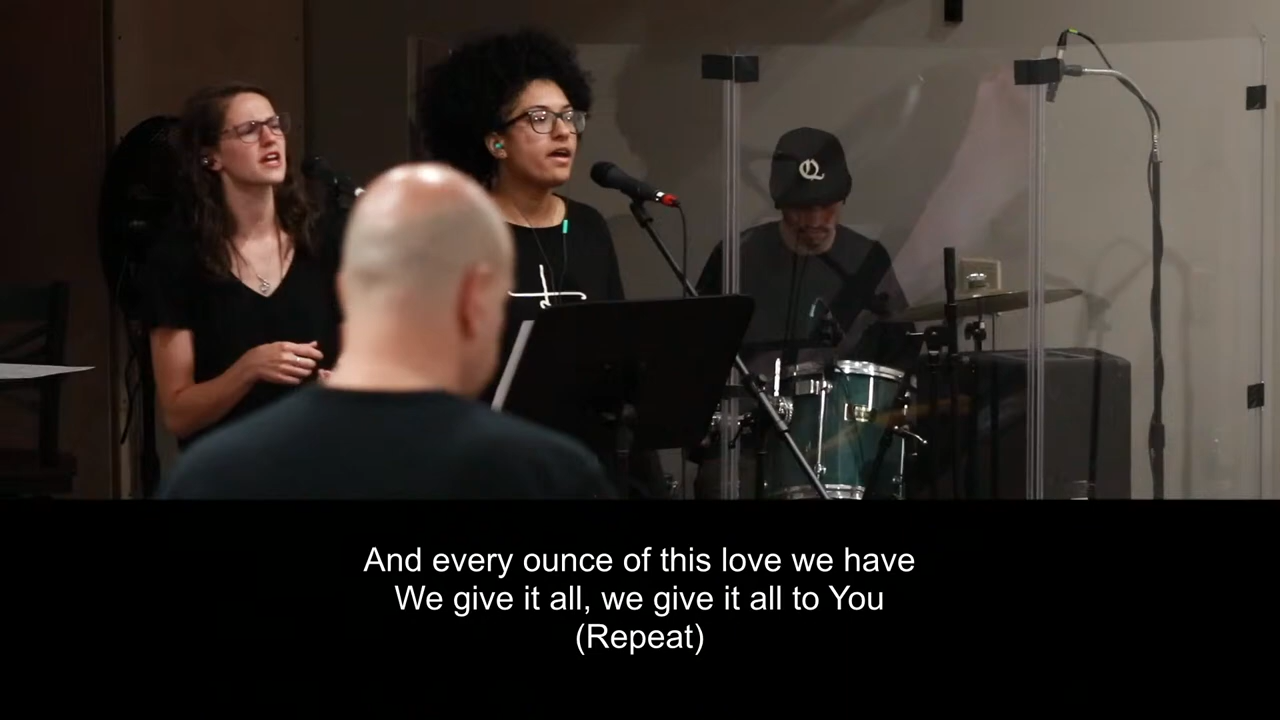 Q
And every ounce of this love we have
We give it all, we give it all to You
(Repeat)